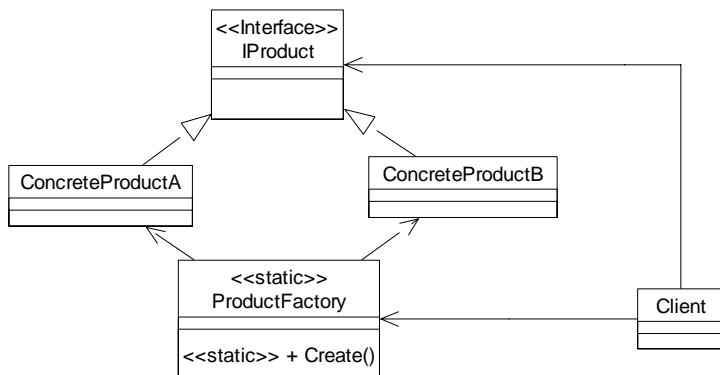 <<Interface>>
IProduct
ConcreteProductA
ConcreteProductB
<<static>>
ProductFactory
<<static>> + Create()
Client